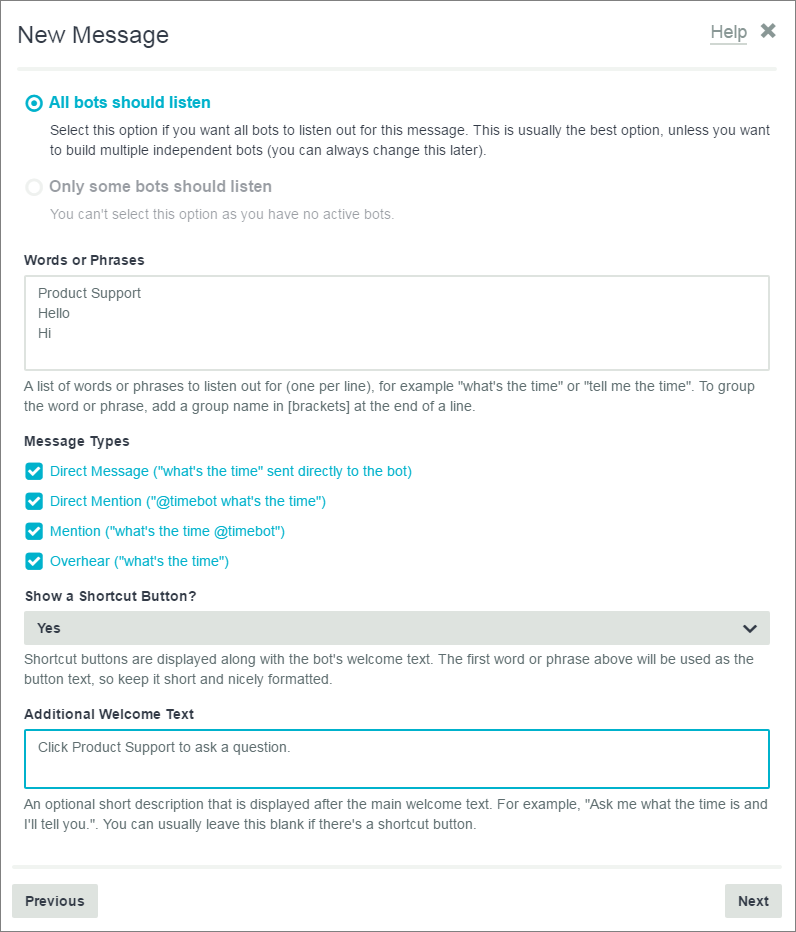 New Message
Help
All bots should listen
Select this option if you want all bots to listen out for this message. This is usually the best option, unless you want
to build multiple independent bots (you can always change this later).
Only some bots should listen
You can't select this option as you have no active bots.
Words or Phrases
Product Support
Hello
Hi
A list of words or phrases to listen out for (one per line), for example "what's the time" or "tell me the time". To group
the word or phrase, add a group name in [brackets] at the end of a line.
Message Types
Direct Message ("what's the time" sent directly to the bot)
Direct Mention ("@timebot what's the time")
Mention ("what's the time @timebot")
Overhear ("what's the time")
Show a Shortcut Button?
Yes
Shortcut buttons are displayed along with the bot's welcome text. The first word or phrase above will be used as the
button text, so keep it short and nicely formatted.
Additional Welcome Text
Click Product Support to ask a question.
An optional short description that is displayed after the main welcome text. For example, "Ask me what the time is and
I'll tell you.". You can usually leave this blank if there's a shortcut button.
Previous
Next